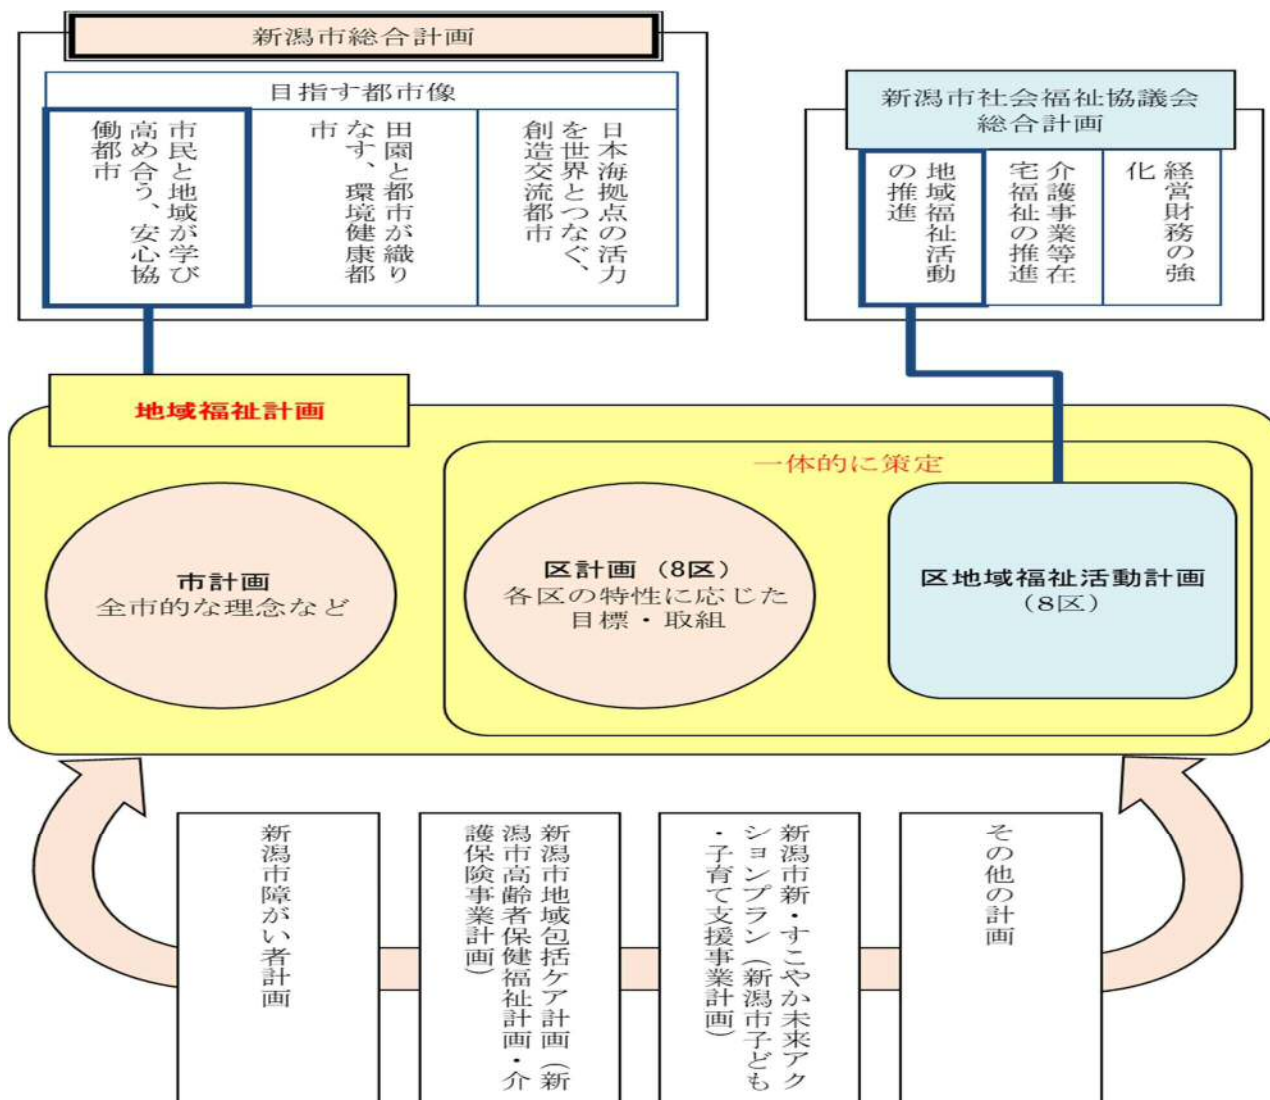 新潟市総合計画
目指す都市像
市民と地域が学び
高め合う、安心協
働都市
田園と都市が織り
なす、環境健康都
市
日本海拠点の活力
を世界とつなぐ、
創造交流都市
新潟市社会福祉協議会
総合計画
地域福祉活動
の推進
介護事業等在
宅福祉の推進
経営財務の強
化
地域福祉計画
一体的に策定
市計画
全市的な理念など
区計画（8区）
各区の特性に応じた
目標・取組
区地域福祉活動計画
（8区）
新潟市障がい者計画
新潟市地域包括ケア計画（新
潟市高齢者保健福祉計画・介
護保険事業計画）
新潟市新・すこやか未来アク
ションプラン（新潟市子ども
・子育て支援事業計画）
その他の計画